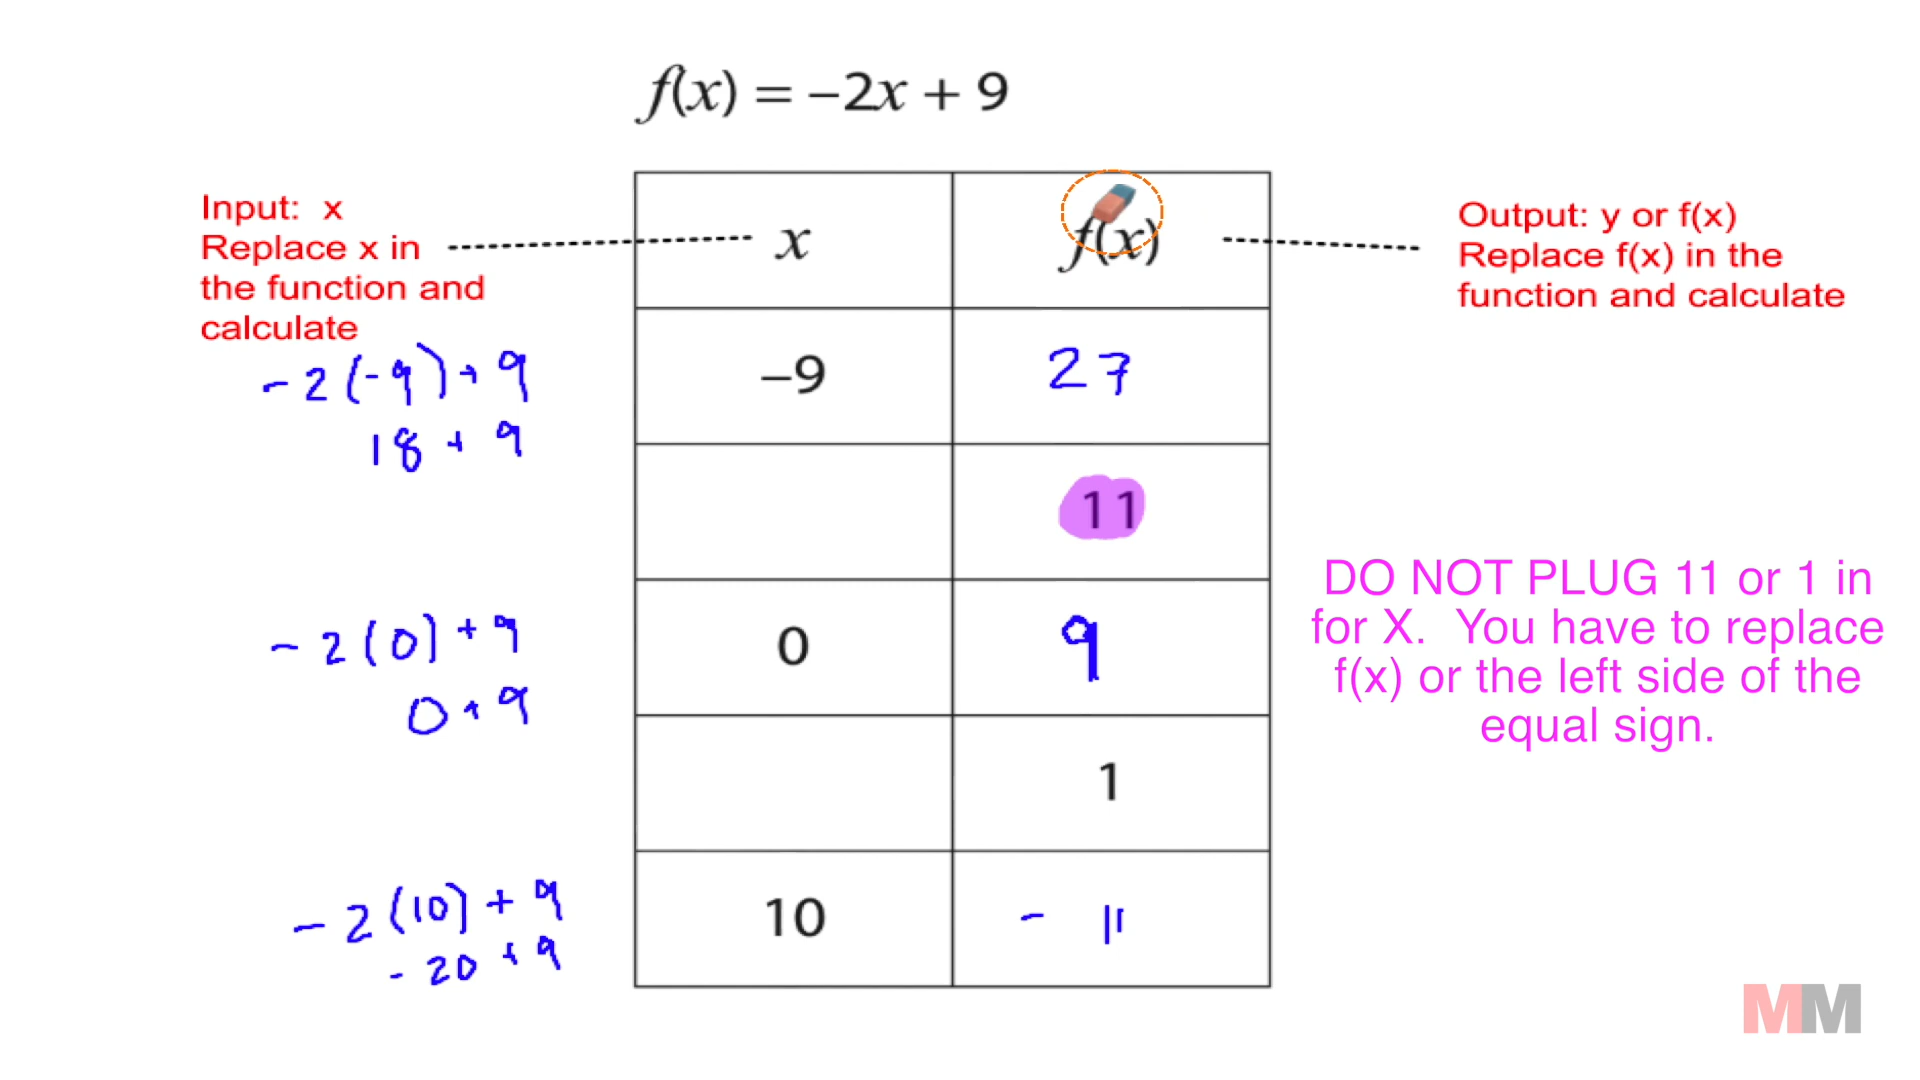 f(x) = −2x + 9
Input: x
Replace x in
the function and
calculate
Output: y or f(x)
Replace f(x) in the
function and calculate
x f(x)
-2(-9)+9
18+9
−9 27
11
DO NOT PLUG 11 or 1 in
for X. You have to replace
f(x) or the left side of the
equal sign.
-2(0)+9
0+9
0 9
1
-2(10)+9
-20+9
10 -11
MM